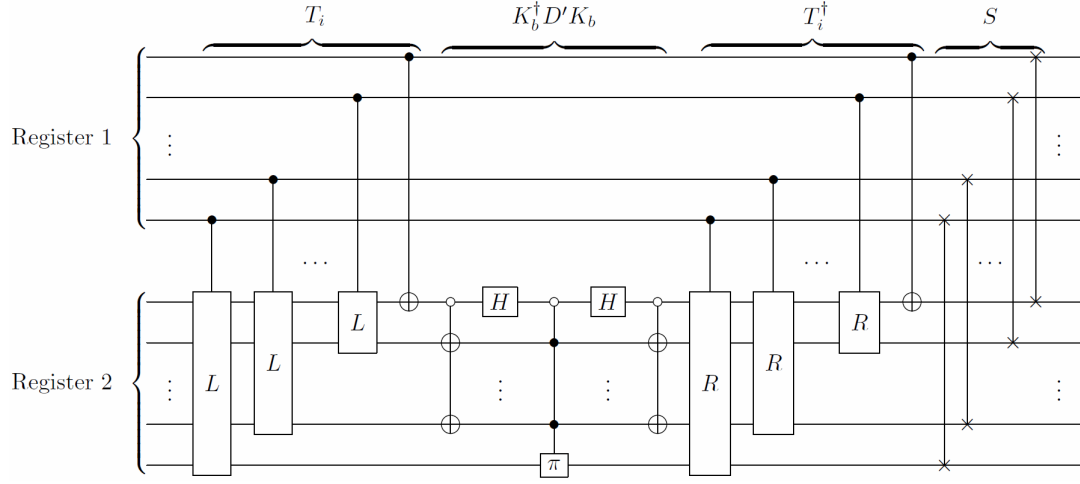 T_i K_b^† D′ K_b T_i^† S
Register 1
⋮ ⋮
... ...
L L L H H R R R ...
Register 2
⋮ ⋮ ⋮ ⋮
π